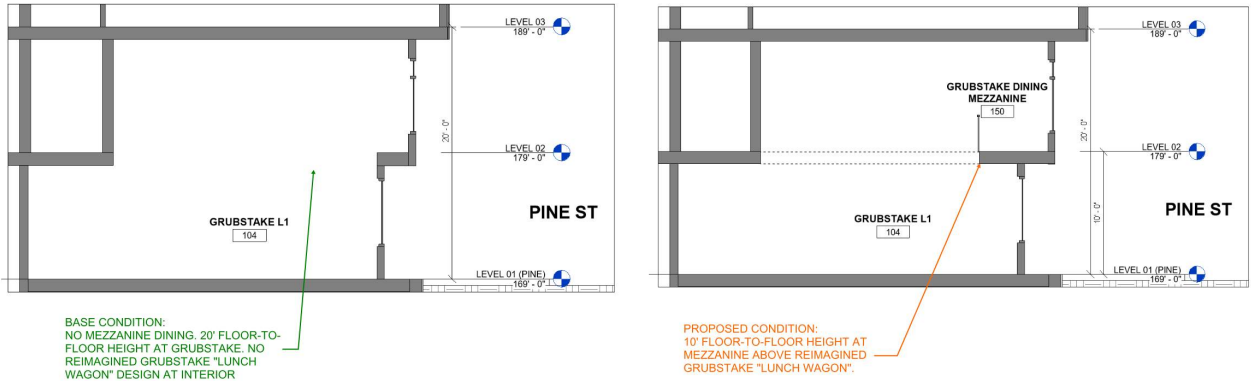 LEVEL 03
189' - 0"
20' - 0"
LEVEL 02
179' - 0"
GRUBSTAKE L1
104
PINE ST
LEVEL 01 (PINE)
169' - 0"
BASE CONDITION:
NO MEZZANINE DINING. 20' FLOOR-TO-
FLOOR HEIGHT AT GRUBSTAKE. NO
REIMAGINED GRUBSTAKE "LUNCH
WAGON" DESIGN AT INTERIOR
LEVEL 03
189' - 0"
GRUBSTAKE DINING
MEZZANINE
150
20' - 0"
LEVEL 02
179' - 0"
GRUBSTAKE L1
104
10' - 0"
PINE ST
LEVEL 01 (PINE)
169' - 0"
PROPOSED CONDITION:
10' FLOOR-TO-FLOOR HEIGHT AT
MEZZANINE ABOVE REIMAGINED
GRUBSTAKE "LUNCH WAGON".